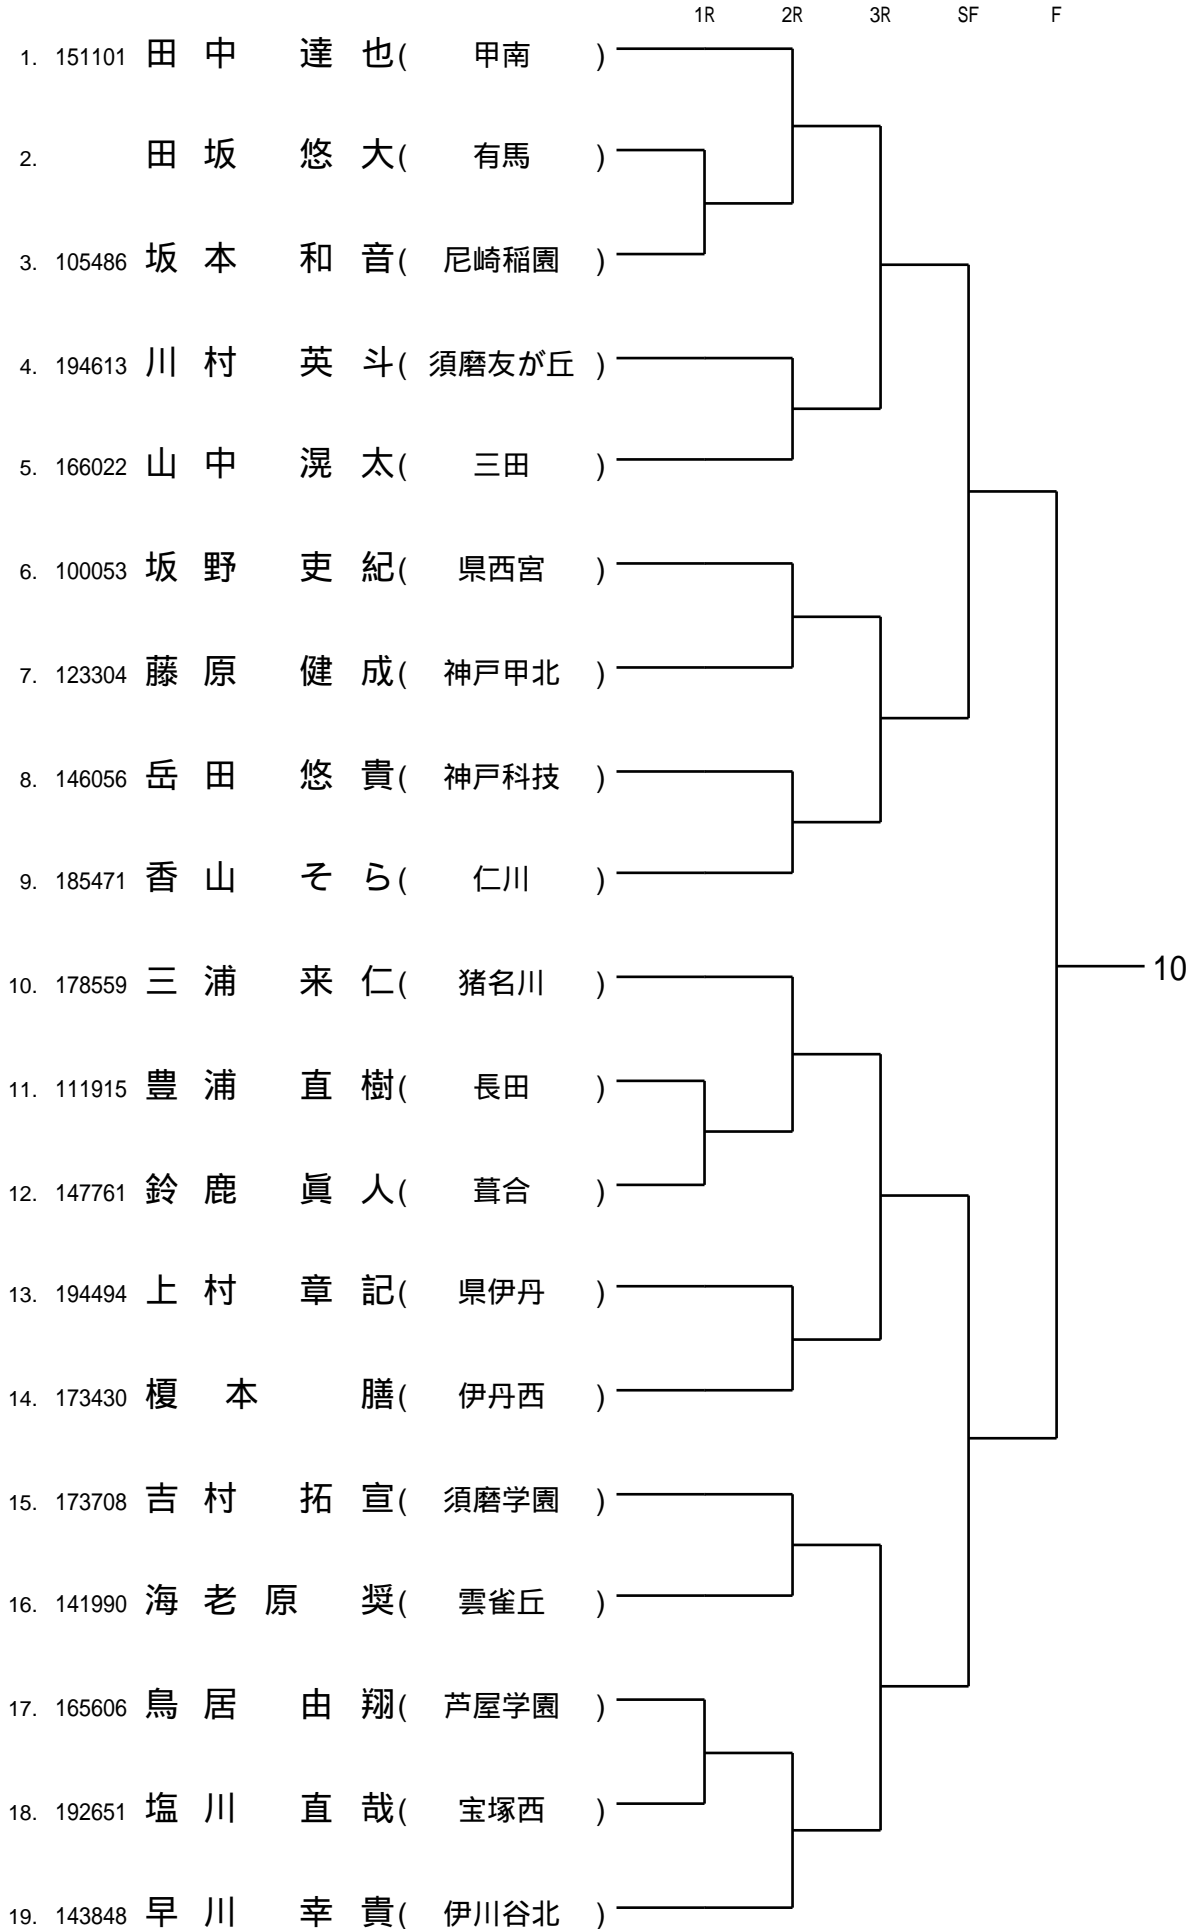 1R 2R 3R SF F
1. 151101 田中 達也( 甲南 )
2. 田坂 悠大( 有馬 )
3. 105486 坂本 和音( 尼崎稲園 )
4. 194613 川村 英斗( 須磨友が丘 )
5. 166022 山中 滉太( 三田 )
6. 100053 坂野 吏紀( 県西宮 )
7. 123304 藤原 健成( 神戸甲北 )
8. 146056 岳田 悠貴( 神戸科技 )
9. 185471 香山 そら( 仁川 )
10. 178559 三浦 来仁( 猪名川 )
10
11. 111915 豊浦 直樹( 長田 )
12. 147761 鈴鹿 眞人( 葺合 )
13. 194494 上村 章記( 県伊丹 )
14. 173430 榎本 膳( 伊丹西 )
15. 173708 吉村 拓宣( 須磨学園 )
16. 141990 海老原 奨( 雲雀丘 )
17. 165606 鳥居 由翔( 芦屋学園 )
18. 192651 塩川 直哉( 宝塚西 )
19. 143848 早川 幸貴( 伊川谷北 )